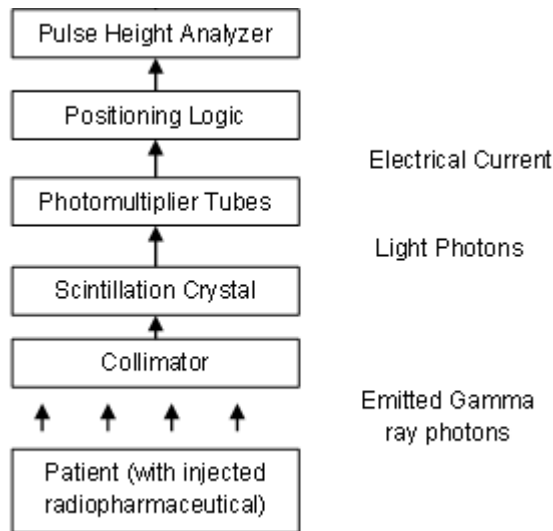 Pulse Height Analyzer
Positioning Logic
Electrical Current
Photomultiplier Tubes
Light Photons
Scintillation Crystal
Collimator
Emitted Gamma
ray photons
Patient (with injected
radiopharmaceutical)